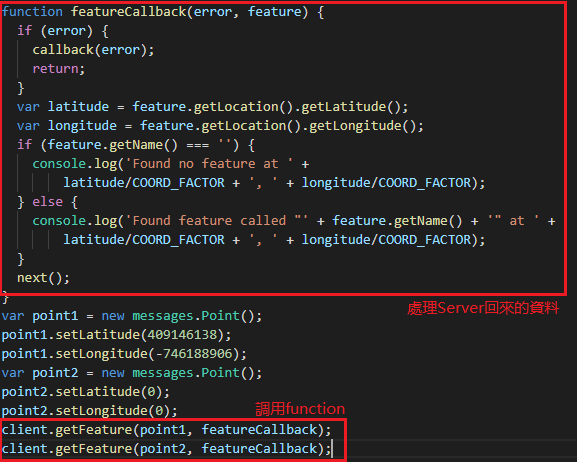 function featureCallback(error, feature) {
  if (error) {
    callback(error);
    return;
  }
  var latitude = feature.getLocation().getLatitude();
  var longitude = feature.getLocation().getLongitude();
  if (feature.getName() === '') {
    console.log('Found no feature at ' +
        latitude/COORD_FACTOR + ', ' + longitude/COORD_FACTOR);
  } else {
    console.log('Found feature called "' + feature.getName() + '" at ' +
        latitude/COORD_FACTOR + ', ' + longitude/COORD_FACTOR);
  }
  next();
}
處理Server回來的資料
var point1 = new messages.Point();
point1.setLatitude(409146138);
point1.setLongitude(-746188906);
var point2 = new messages.Point();
point2.setLatitude(0);
point2.setLongitude(0);
調用function
client.getFeature(point1, featureCallback);
client.getFeature(point2, featureCallback);